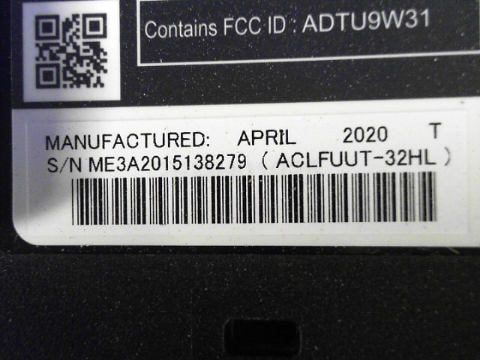 Contains FCC ID : ADTU9W31
MANUFACTURED: APRIL 2020 T
S/N ME3A2015138279 ( ACLFUUT-32HL )